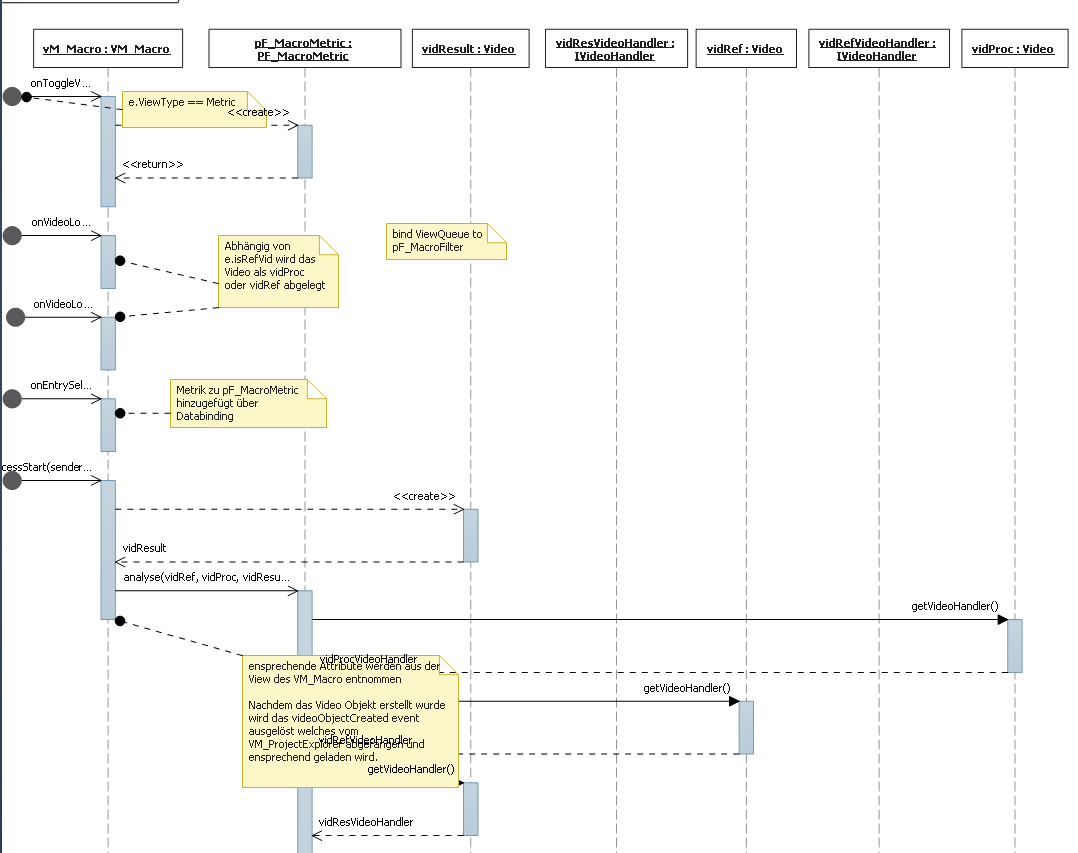 vM_Macro : VM_Macro
pF_MacroMetric :
PF_MacroMetric
vidResult : Video
vidResVideoHandler :
IVideoHandler
vidRef : Video
vidRefVideoHandler :
IVideoHandler
vidProc : Video
onToggleV...
e.ViewType == Metric
<<create>>
<<return>>
onVideoLo...
bind ViewQueue to
pF_MacroFilter
Abhängig von
e.isRefVid wird das
Video als vidProc
oder vidRef abgelegt
onVideoLo...
onEntrySel...
Metrik zu pF_MacroMetric
hinzugefügt über
Databinding
cessStart(sender...
<<create>>
vidResult
analyse(vidRef, vidProc, vidResu...
getVideoHandler()
vidProcVideoHandler
ensprechende Attribute werden aus der
View des VM_Macro entnommen
getVideoHandler()
Nachdem das Video Objekt erstellt wurde
wird das videoObjectCreated event
ausgelöst welches vom
vidRefVideoHandler
VM_ProjectExplorer abgefangen und
ensprechend geladen wird.
getVideoHandler()
vidResVideoHandler